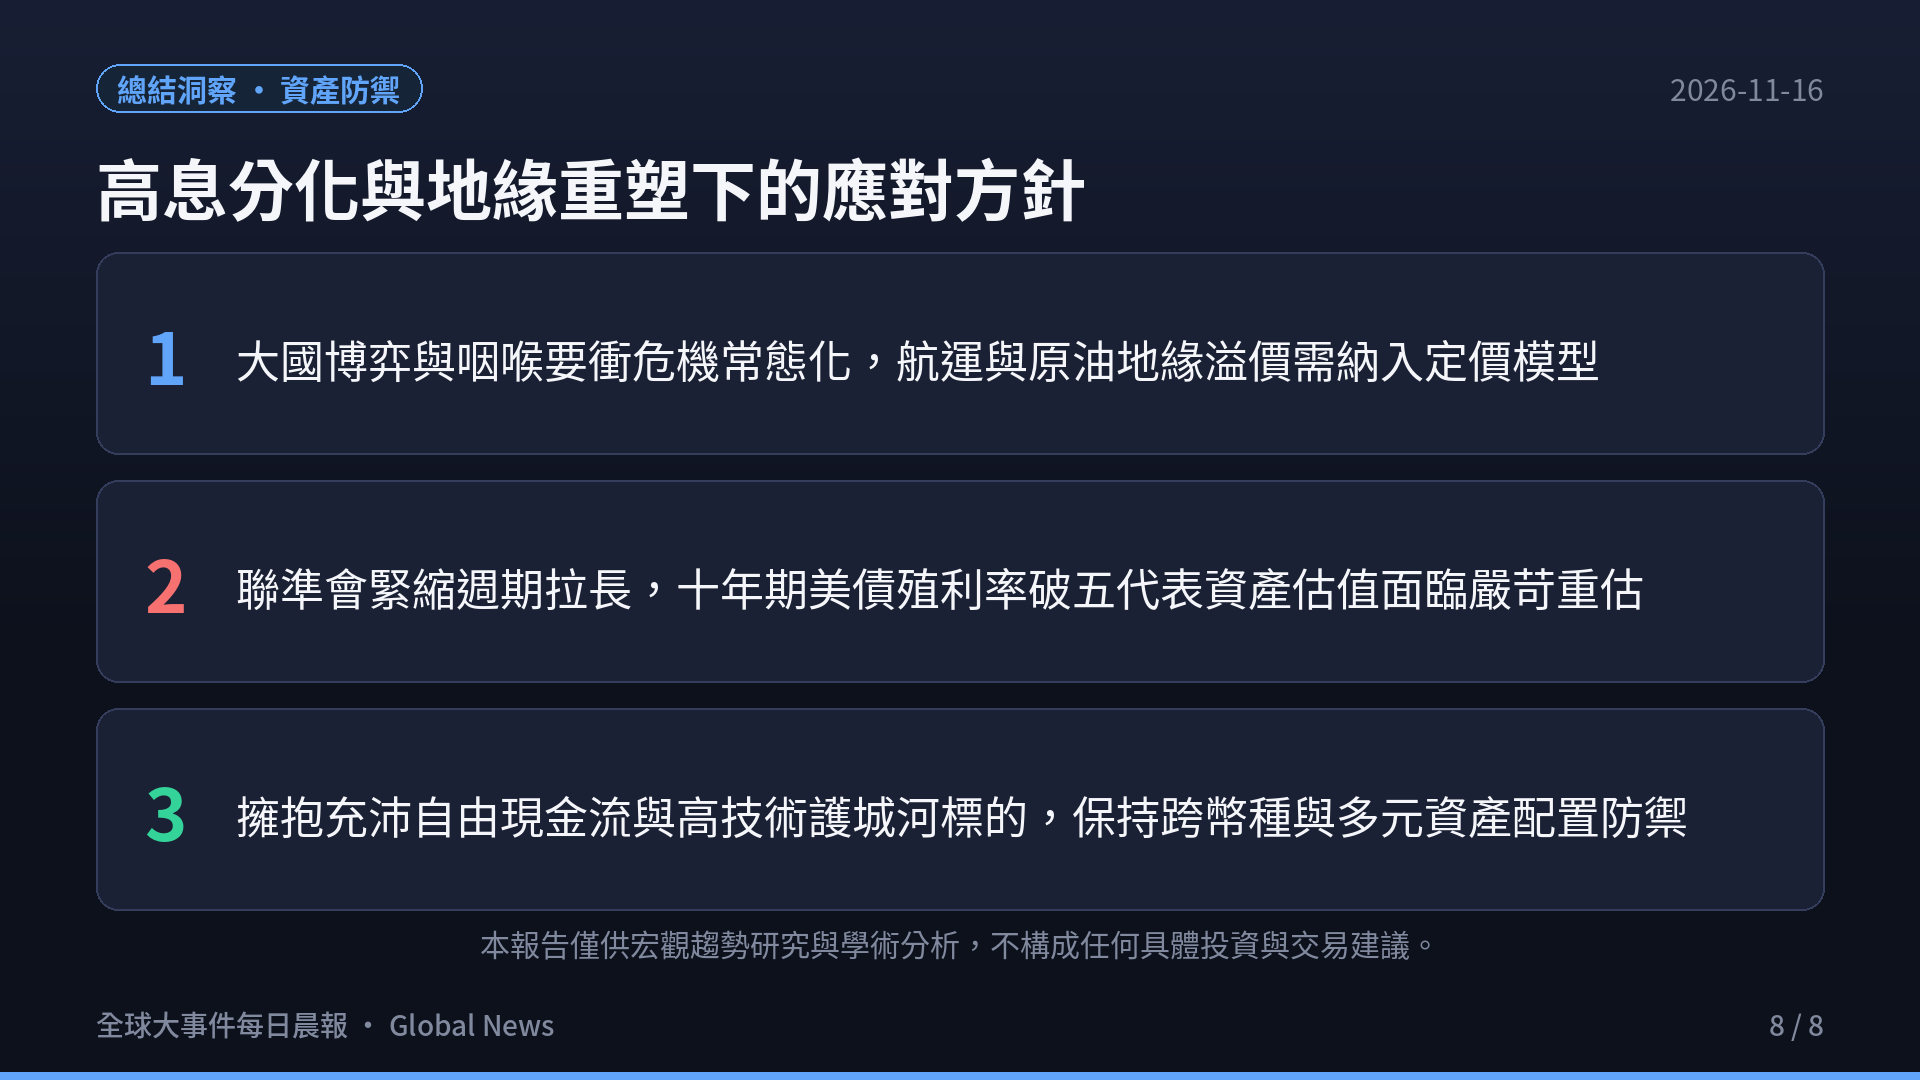 總結洞察 · 資產防禦
2026-11-16
高息分化與地緣重塑下的應對方針
1 大國博弈與咽喉要衝危機常態化，航運與原油地緣溢價需納入定價模型
2 聯準會緊縮週期拉長，十年期美債殖利率破五代表資產估值面臨嚴苛重估
3 擁抱充沛自由現金流與高技術護城河標的，保持跨幣種與多元資產配置防禦
本報告僅供宏觀趨勢研究與學術分析，不構成任何具體投資與交易建議。
全球大事件每日晨報 · Global News
8 / 8